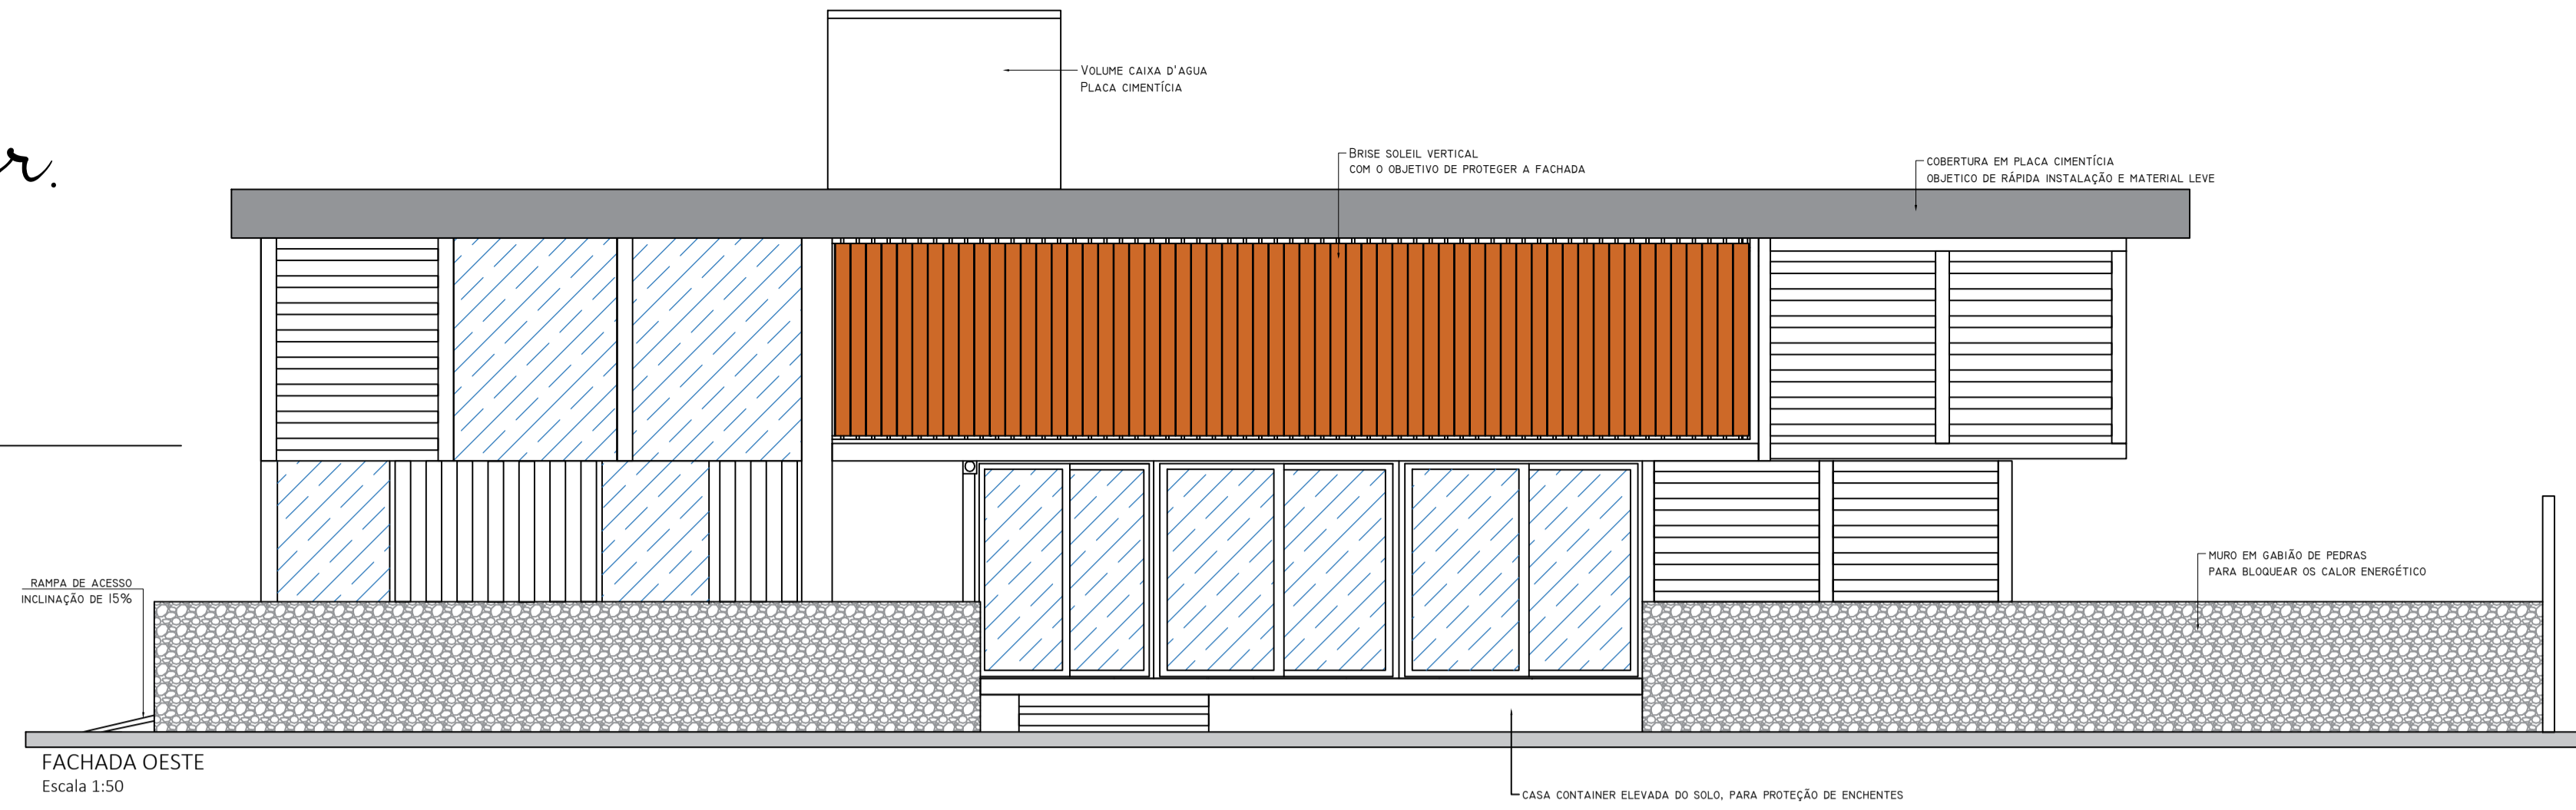 r.
VOLUME CAIXA D'AGUA
PLACA CIMENTÍCIA
BRISE SOLEIL VERTICAL
COM O OBJETIVO DE PROTEGER A FACHADA
COBERTURA EM PLACA CIMENTÍCIA
OBJETICO DE RÁPIDA INSTALAÇÃO E MATERIAL LEVE
RAMPA DE ACESSO
INCLINAÇÃO DE 15%
MURO EM GABIÃO DE PEDRAS
PARA BLOQUEAR OS CALOR ENERGÉTICO
FACHADA OESTE
Escala 1:50
CASA CONTAINER ELEVADA DO SOLO, PARA PROTEÇÃO DE ENCHENTES